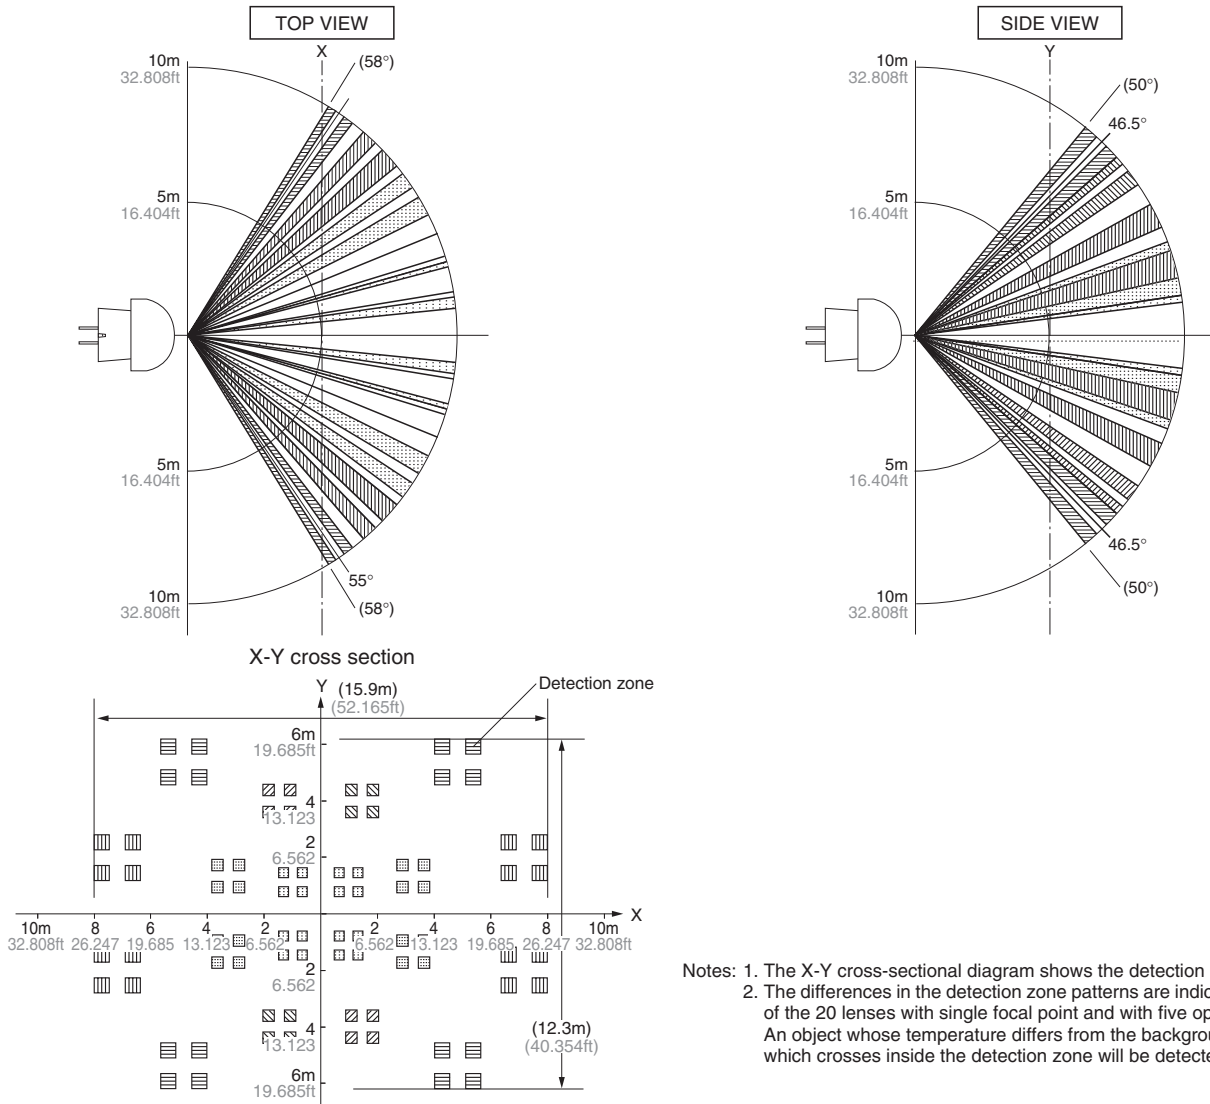 TOP VIEW
X
10m
32.808ft
(58°)
5m
16.404ft
5m
16.404ft
55°
(58°)
10m
32.808ft
SIDE VIEW
Y
10m
32.808ft
(50°)
46.5°
5m
16.404ft
5m
16.404ft
46.5°
(50°)
10m
32.808ft
X-Y cross section
Y
(15.9m)
(52.165ft)
Detection zone
6m
19.685ft
4
13.123
2
6.562
X
10m 8 6 4 2 2 4 6 8 10m
32.808ft 26.247 19.685 13.123 6.562 6.562 13.123 19.685 26.247 32.808ft
2
6.562
4
13.123
(12.3m)
(40.354ft)
6m
19.685ft
Notes: 1. The X-Y cross-sectional diagram shows the detection
2. The differences in the detection zone patterns are indic
of the 20 lenses with single focal point and with five op
An object whose temperature differs from the backgrou
which crosses inside the detection zone will be detecte